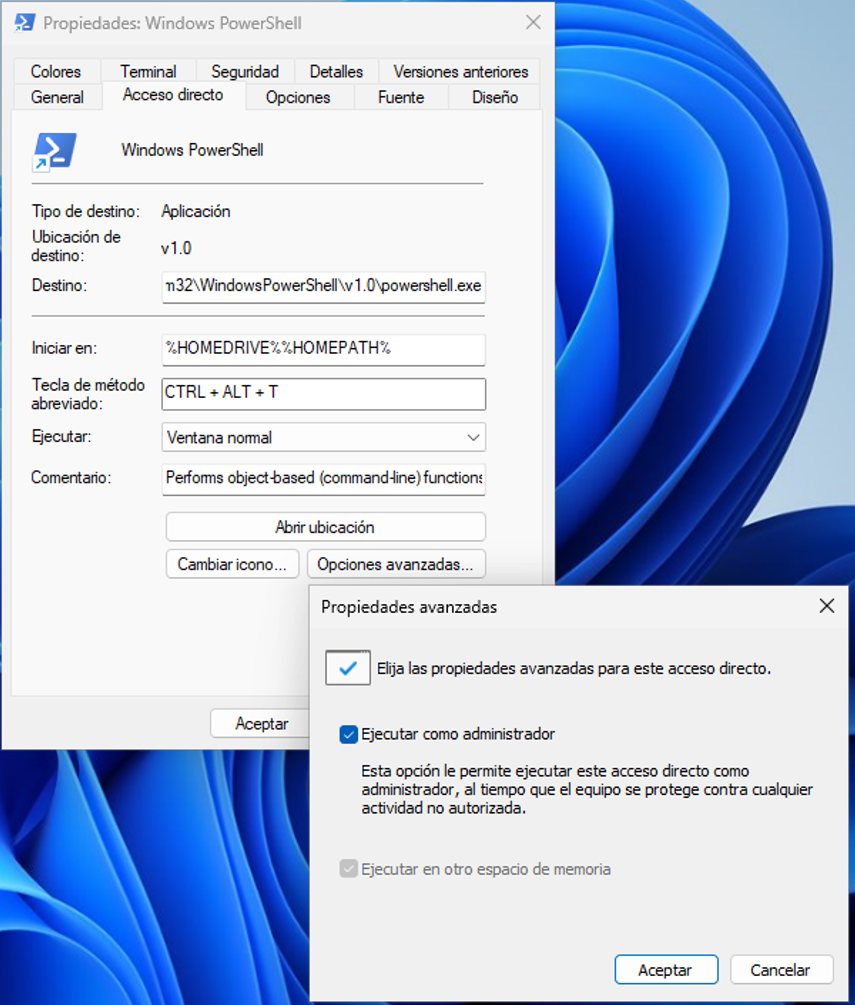 Propiedades: Windows PowerShell
Colores Terminal Seguridad Detalles Versiones anteriores
General Acceso directo Opciones Fuente Diseño
Windows PowerShell
Tipo de destino: Aplicación
Ubicación de
destino: v1.0
Destino: m32\WindowsPowerShell\v1.0\powershell.exe
Iniciar en: %HOMEDRIVE%%HOMEPATH%
Tecla de método
abreviado: CTRL + ALT + T
Ejecutar: Ventana normal
Comentario: Performs object-based (command-line) functions
Abrir ubicación
Cambiar icono... Opciones avanzadas...
Aceptar
Propiedades avanzadas
Elija las propiedades avanzadas para este acceso directo.
Ejecutar como administrador
Esta opción le permite ejecutar este acceso directo como
administrador, al tiempo que el equipo se protege contra cualquier
actividad no autorizada.
Ejecutar en otro espacio de memoria
Aceptar Cancelar